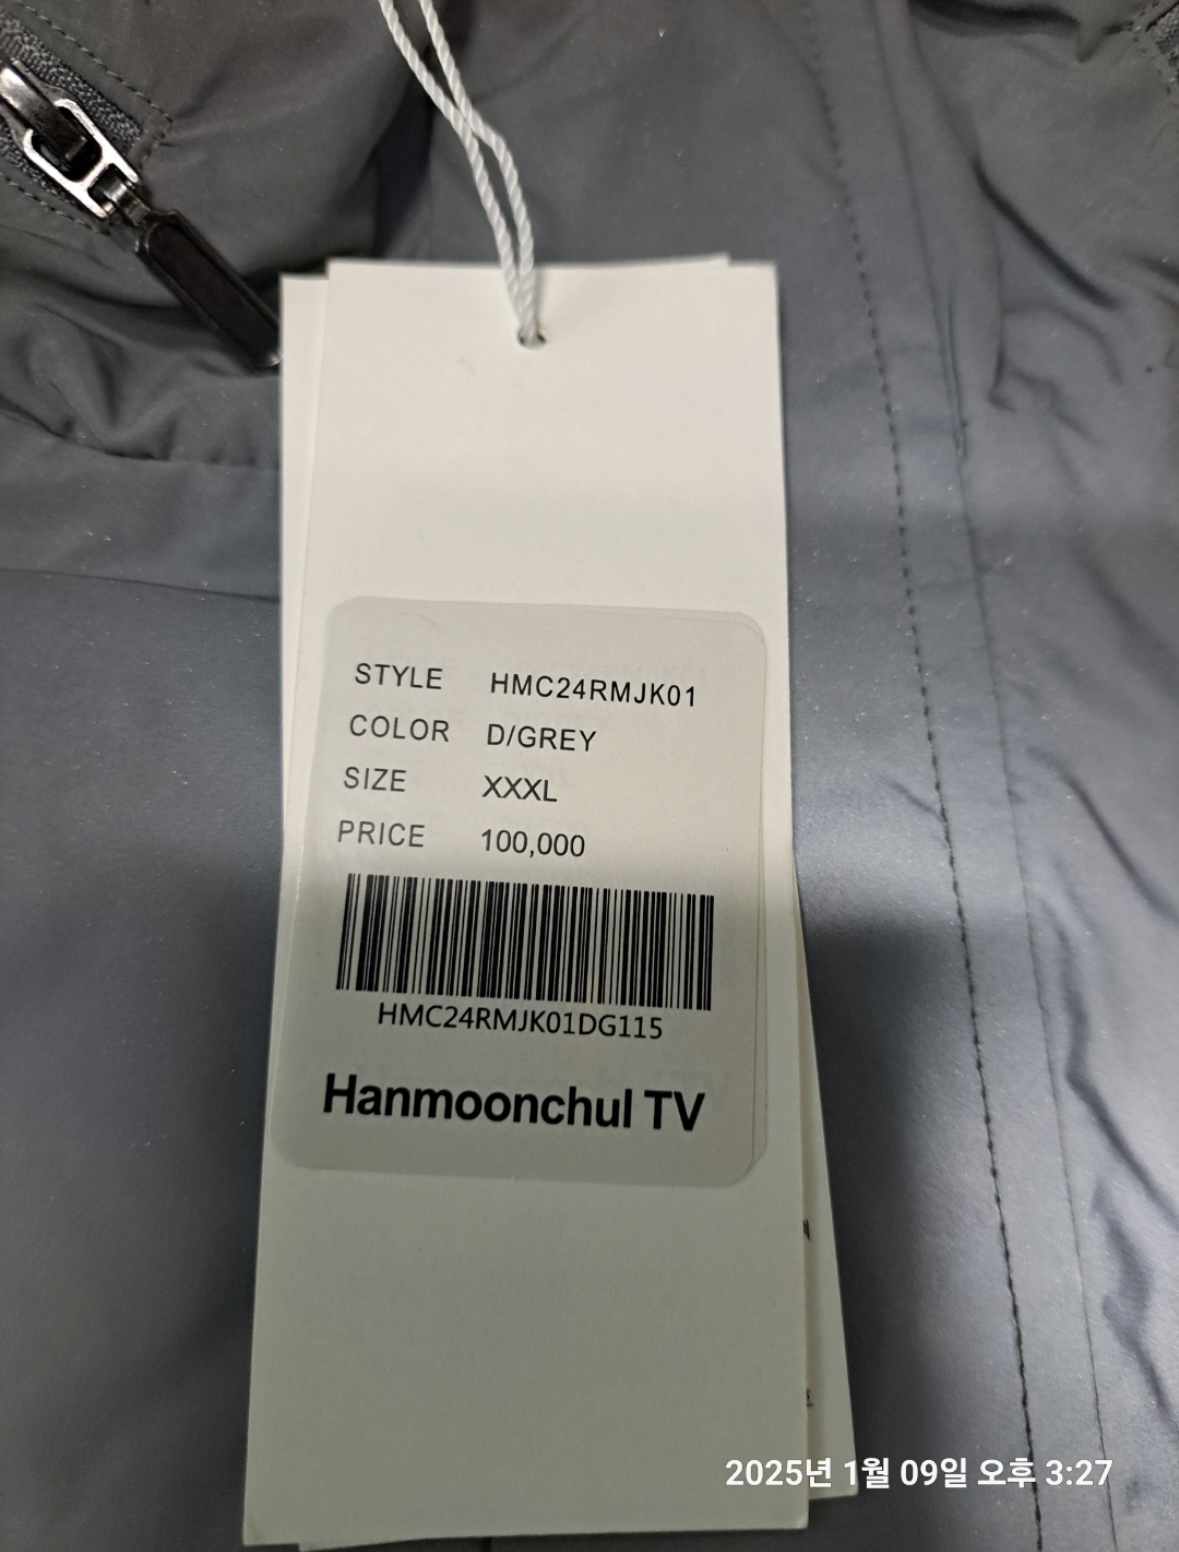 STYLE HMC24RMJK01
COLOR D/GREY
SIZE XXXL
PRICE 100,000
HMC24RMJK01DG115
Hanmoonchul TV
2025년 1월 09일 오후 3:27